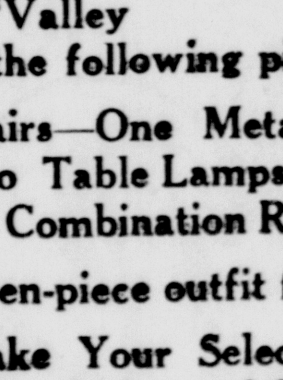 Valley
the following p
airs—One Meta
o Table Lamps
Combination R
en-piece outfit
ake Your Selec